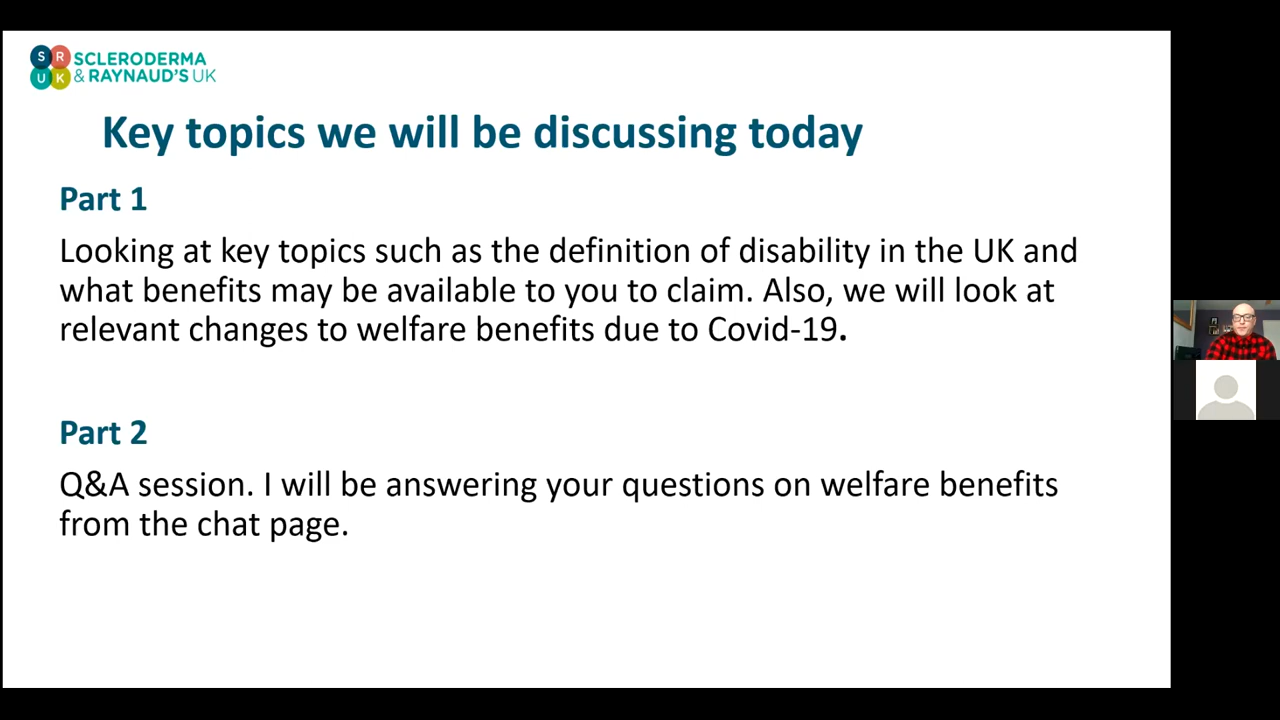 S R
U K
SCLERODERMA
& RAYNAUD'S UK
Key topics we will be discussing today
Part 1
Looking at key topics such as the definition of disability in the UK and
what benefits may be available to you to claim. Also, we will look at
relevant changes to welfare benefits due to Covid-19.
Part 2
Q&A session. I will be answering your questions on welfare benefits
from the chat page.